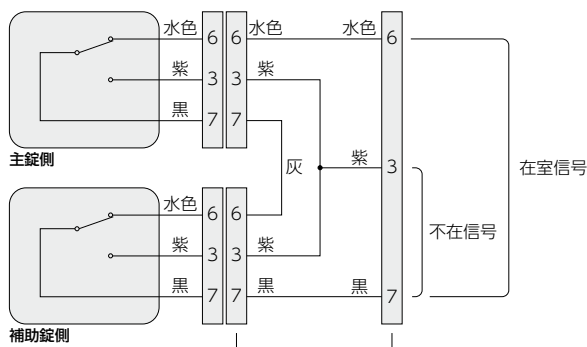 水色 6 6 水色 水色 6
紫 3 3 紫
黒 7 7
主錠側
灰 紫 3
在室信号
水色 6 6
不在信号
紫 3 3 紫
黒 7 7 黒 黒 7
補助錠側